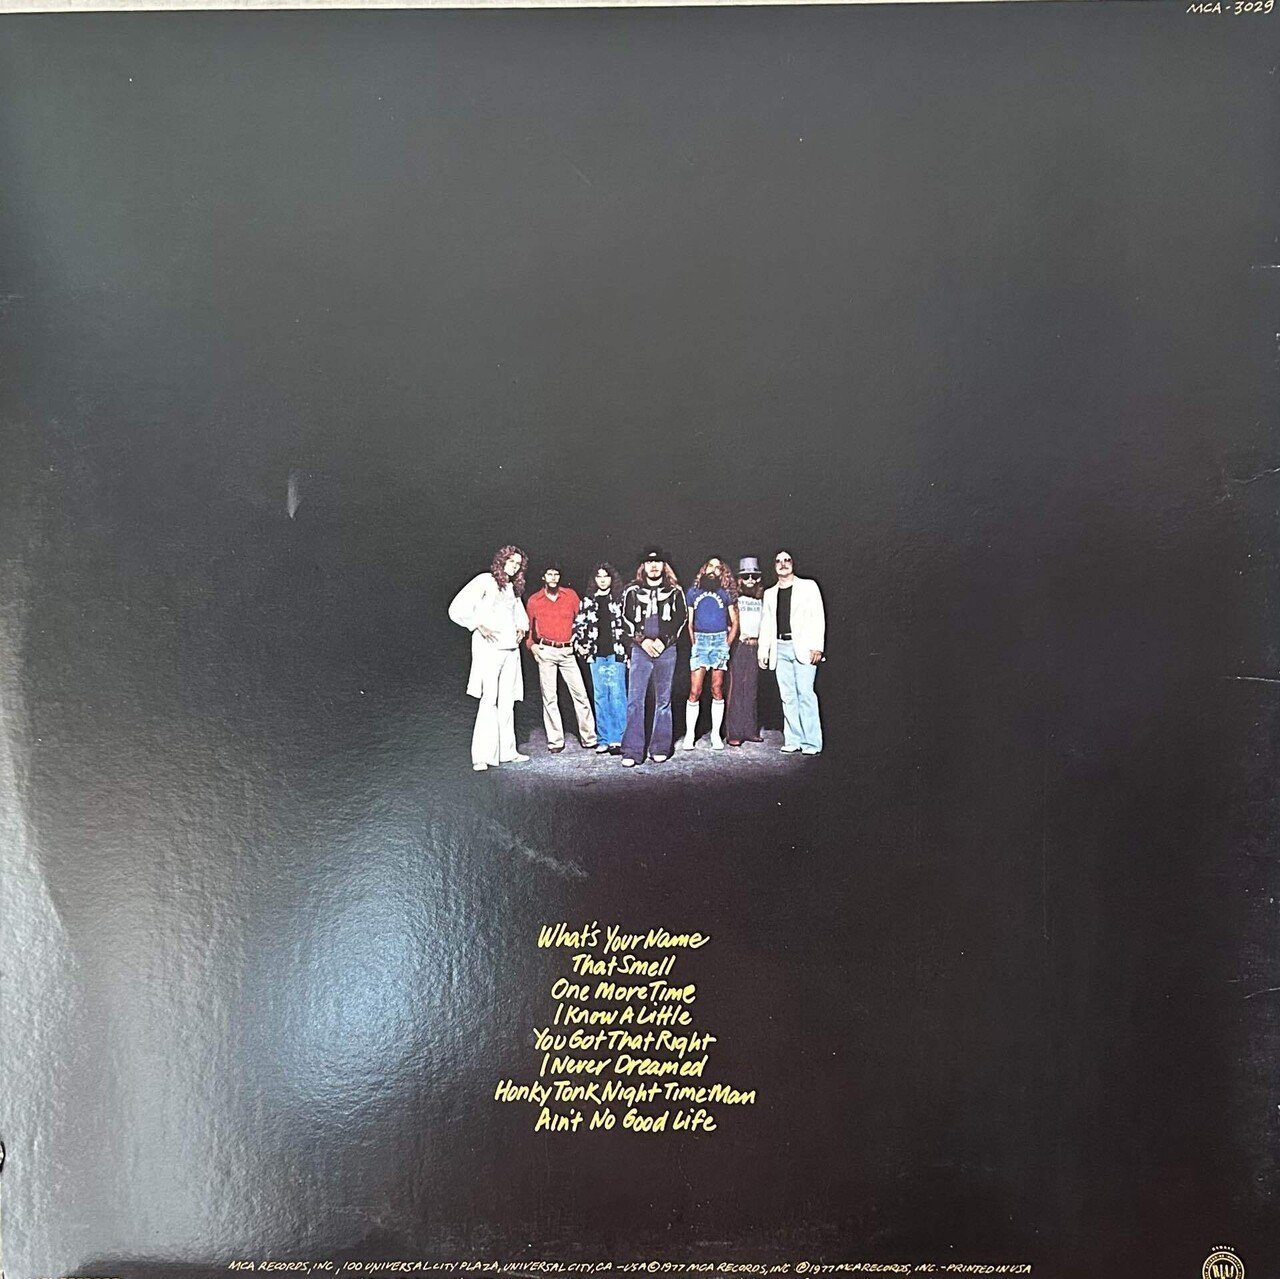 MCA-3029
VEGETARIAN
What's Your Name
That Smell
One More Time
I Know A Little
You Got That Right
I Never Dreamed
Honky Tonk Night Time Man
Ain't No Good Life
MCA RECORDS, INC., 100 UNIVERSAL CITY PLAZA, UNIVERSAL CITY, CA - USA © 1977 MCA RECORDS, INC ℗ 1977 MCA RECORDS, INC. - PRINTED IN USA